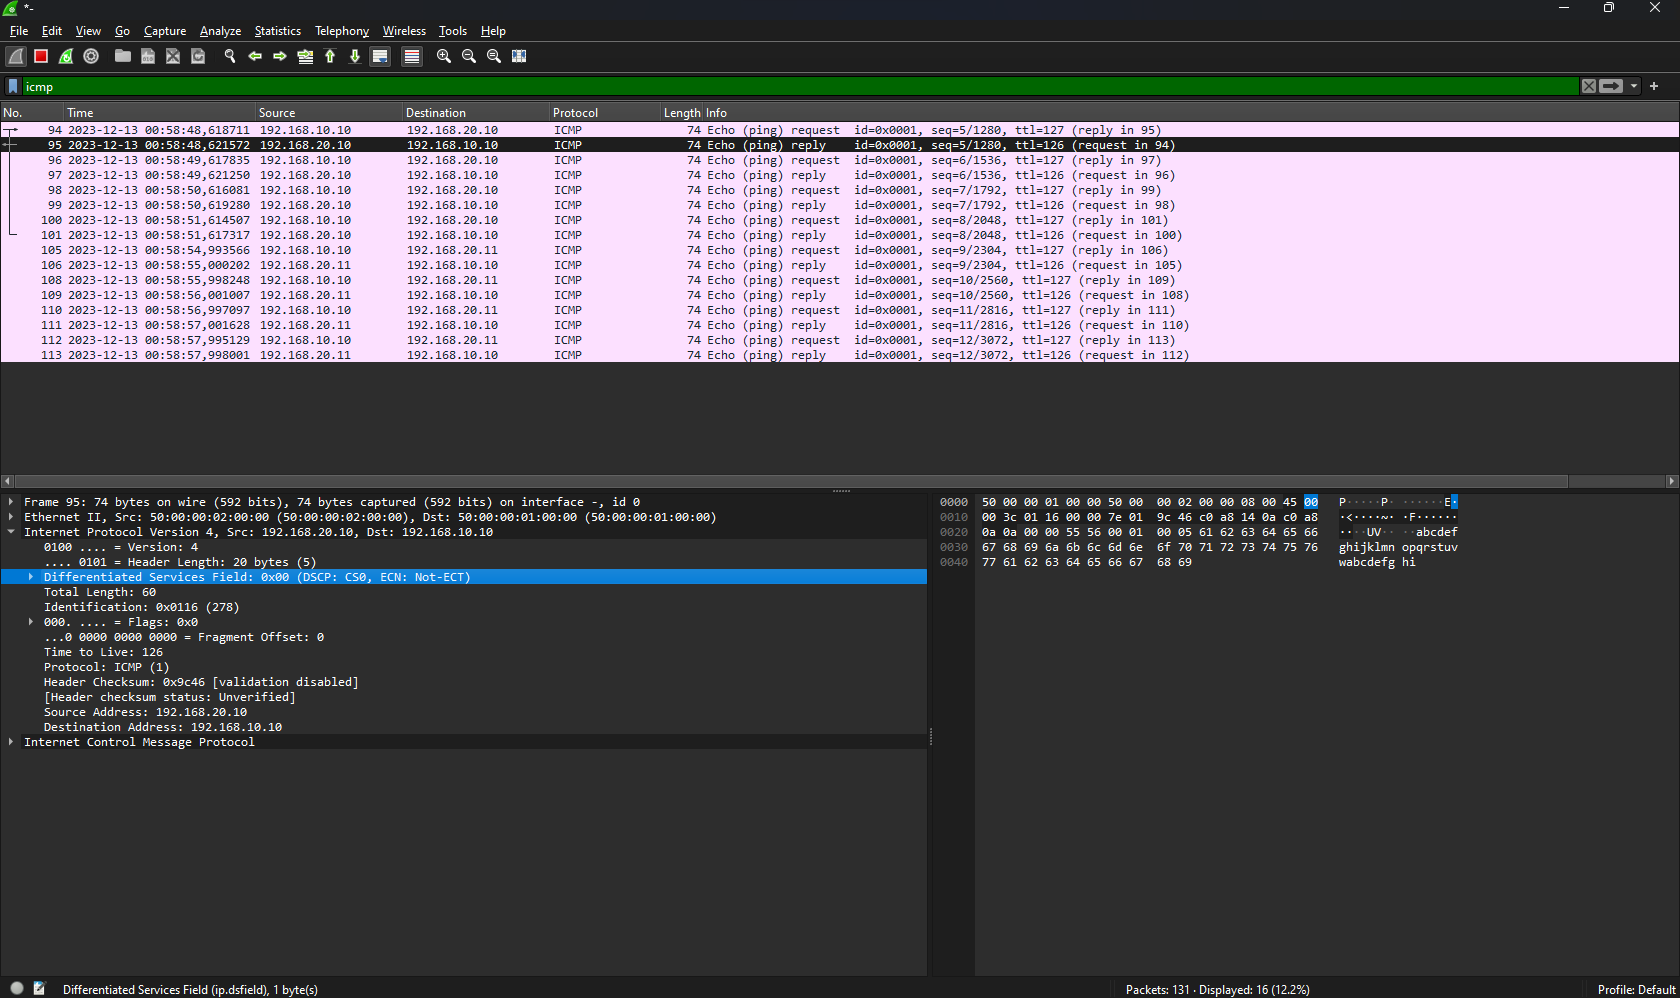 *-
File Edit View Go Capture Analyze Statistics Telephony Wireless Tools Help
icmp
No. Time Source Destination Protocol Length Info
94 2023-12-13 00:58:48,618711 192.168.10.10 192.168.20.10 ICMP 74 Echo (ping) request id=0x0001, seq=5/1280, ttl=127 (reply in 95)
95 2023-12-13 00:58:48,621572 192.168.20.10 192.168.10.10 ICMP 74 Echo (ping) reply id=0x0001, seq=5/1280, ttl=126 (request in 94)
96 2023-12-13 00:58:49,617835 192.168.10.10 192.168.20.10 ICMP 74 Echo (ping) request id=0x0001, seq=6/1536, ttl=127 (reply in 97)
97 2023-12-13 00:58:49,621250 192.168.20.10 192.168.10.10 ICMP 74 Echo (ping) reply id=0x0001, seq=6/1536, ttl=126 (request in 96)
98 2023-12-13 00:58:50,616081 192.168.10.10 192.168.20.10 ICMP 74 Echo (ping) request id=0x0001, seq=7/1792, ttl=127 (reply in 99)
99 2023-12-13 00:58:50,619280 192.168.20.10 192.168.10.10 ICMP 74 Echo (ping) reply id=0x0001, seq=7/1792, ttl=126 (request in 98)
100 2023-12-13 00:58:51,614507 192.168.10.10 192.168.20.10 ICMP 74 Echo (ping) request id=0x0001, seq=8/2048, ttl=127 (reply in 101)
101 2023-12-13 00:58:51,617317 192.168.20.10 192.168.10.10 ICMP 74 Echo (ping) reply id=0x0001, seq=8/2048, ttl=126 (request in 100)
105 2023-12-13 00:58:54,993566 192.168.10.10 192.168.20.11 ICMP 74 Echo (ping) request id=0x0001, seq=9/2304, ttl=127 (reply in 106)
106 2023-12-13 00:58:55,000202 192.168.20.11 192.168.10.10 ICMP 74 Echo (ping) reply id=0x0001, seq=9/2304, ttl=126 (request in 105)
108 2023-12-13 00:58:55,998248 192.168.10.10 192.168.20.11 ICMP 74 Echo (ping) request id=0x0001, seq=10/2560, ttl=127 (reply in 109)
109 2023-12-13 00:58:56,001007 192.168.20.11 192.168.10.10 ICMP 74 Echo (ping) reply id=0x0001, seq=10/2560, ttl=126 (request in 108)
110 2023-12-13 00:58:56,997097 192.168.10.10 192.168.20.11 ICMP 74 Echo (ping) request id=0x0001, seq=11/2816, ttl=127 (reply in 111)
111 2023-12-13 00:58:57,001628 192.168.20.11 192.168.10.10 ICMP 74 Echo (ping) reply id=0x0001, seq=11/2816, ttl=126 (request in 110)
112 2023-12-13 00:58:57,995129 192.168.10.10 192.168.20.11 ICMP 74 Echo (ping) request id=0x0001, seq=12/3072, ttl=127 (reply in 113)
113 2023-12-13 00:58:57,998001 192.168.20.11 192.168.10.10 ICMP 74 Echo (ping) reply id=0x0001, seq=12/3072, ttl=126 (request in 112)
Frame 95: 74 bytes on wire (592 bits), 74 bytes captured (592 bits) on interface -, id 0
Ethernet II, Src: 50:00:00:02:00:00 (50:00:00:02:00:00), Dst: 50:00:00:01:00:00 (50:00:00:01:00:00)
Internet Protocol Version 4, Src: 192.168.20.10, Dst: 192.168.10.10
0100 .... = Version: 4
.... 0101 = Header Length: 20 bytes (5)
Differentiated Services Field: 0x00 (DSCP: CS0, ECN: Not-ECT)
Total Length: 60
Identification: 0x0116 (278)
000. .... = Flags: 0x0
...0 0000 0000 0000 = Fragment Offset: 0
Time to Live: 126
Protocol: ICMP (1)
Header Checksum: 0x9c46 [validation disabled]
[Header checksum status: Unverified]
Source Address: 192.168.20.10
Destination Address: 192.168.10.10
Internet Control Message Protocol
0000 50 00 00 01 00 00 50 00 00 02 00 00 08 00 45 00 P·····P· ······E·
0010 00 3c 01 16 00 00 7e 01 9c 46 c0 a8 14 0a c0 a8 ·<····~· ·F······
0020 0a 0a 00 00 55 56 00 01 00 05 61 62 63 64 65 66 ····UV·· ··abcdef
0030 67 68 69 6a 6b 6c 6d 6e 6f 70 71 72 73 74 75 76 ghijklmn opqrstuv
0040 77 61 62 63 64 65 66 67 68 69 wabcdefg hi
Differentiated Services Field (ip.dsfield), 1 byte(s)
Packets: 131 · Displayed: 16 (12.2%)
Profile: Default